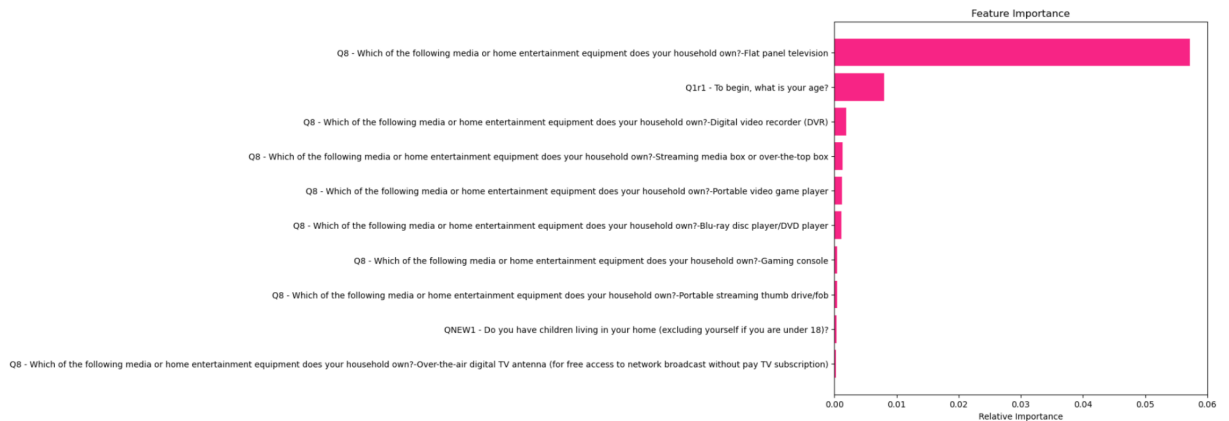 Feature Importance
Q8 - Which of the following media or home entertainment equipment does your household own?-Flat panel television
Q1r1 - To begin, what is your age?
Q8 - Which of the following media or home entertainment equipment does your household own?-Digital video recorder (DVR)
Q8 - Which of the following media or home entertainment equipment does your household own?-Streaming media box or over-the-top box
Q8 - Which of the following media or home entertainment equipment does your household own?-Portable video game player
Q8 - Which of the following media or home entertainment equipment does your household own?-Blu-ray disc player/DVD player
Q8 - Which of the following media or home entertainment equipment does your household own?-Gaming console
Q8 - Which of the following media or home entertainment equipment does your household own?-Portable streaming thumb drive/fob
QNEW1 - Do you have children living in your home (excluding yourself if you are under 18)?
Q8 - Which of the following media or home entertainment equipment does your household own?-Over-the-air digital TV antenna (for free access to network broadcast without pay TV subscription)
0.00 0.01 0.02 0.03 0.04 0.05 0.06
Relative Importance